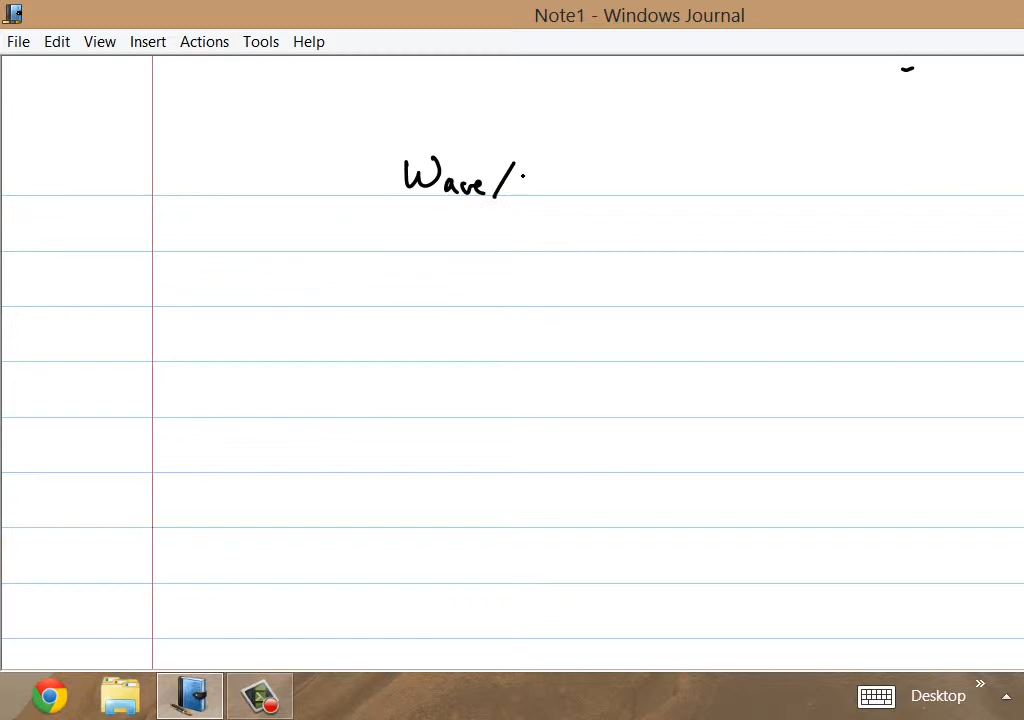 Note1 - Windows Journal
File Edit View Insert Actions Tools Help
Wave /
Desktop